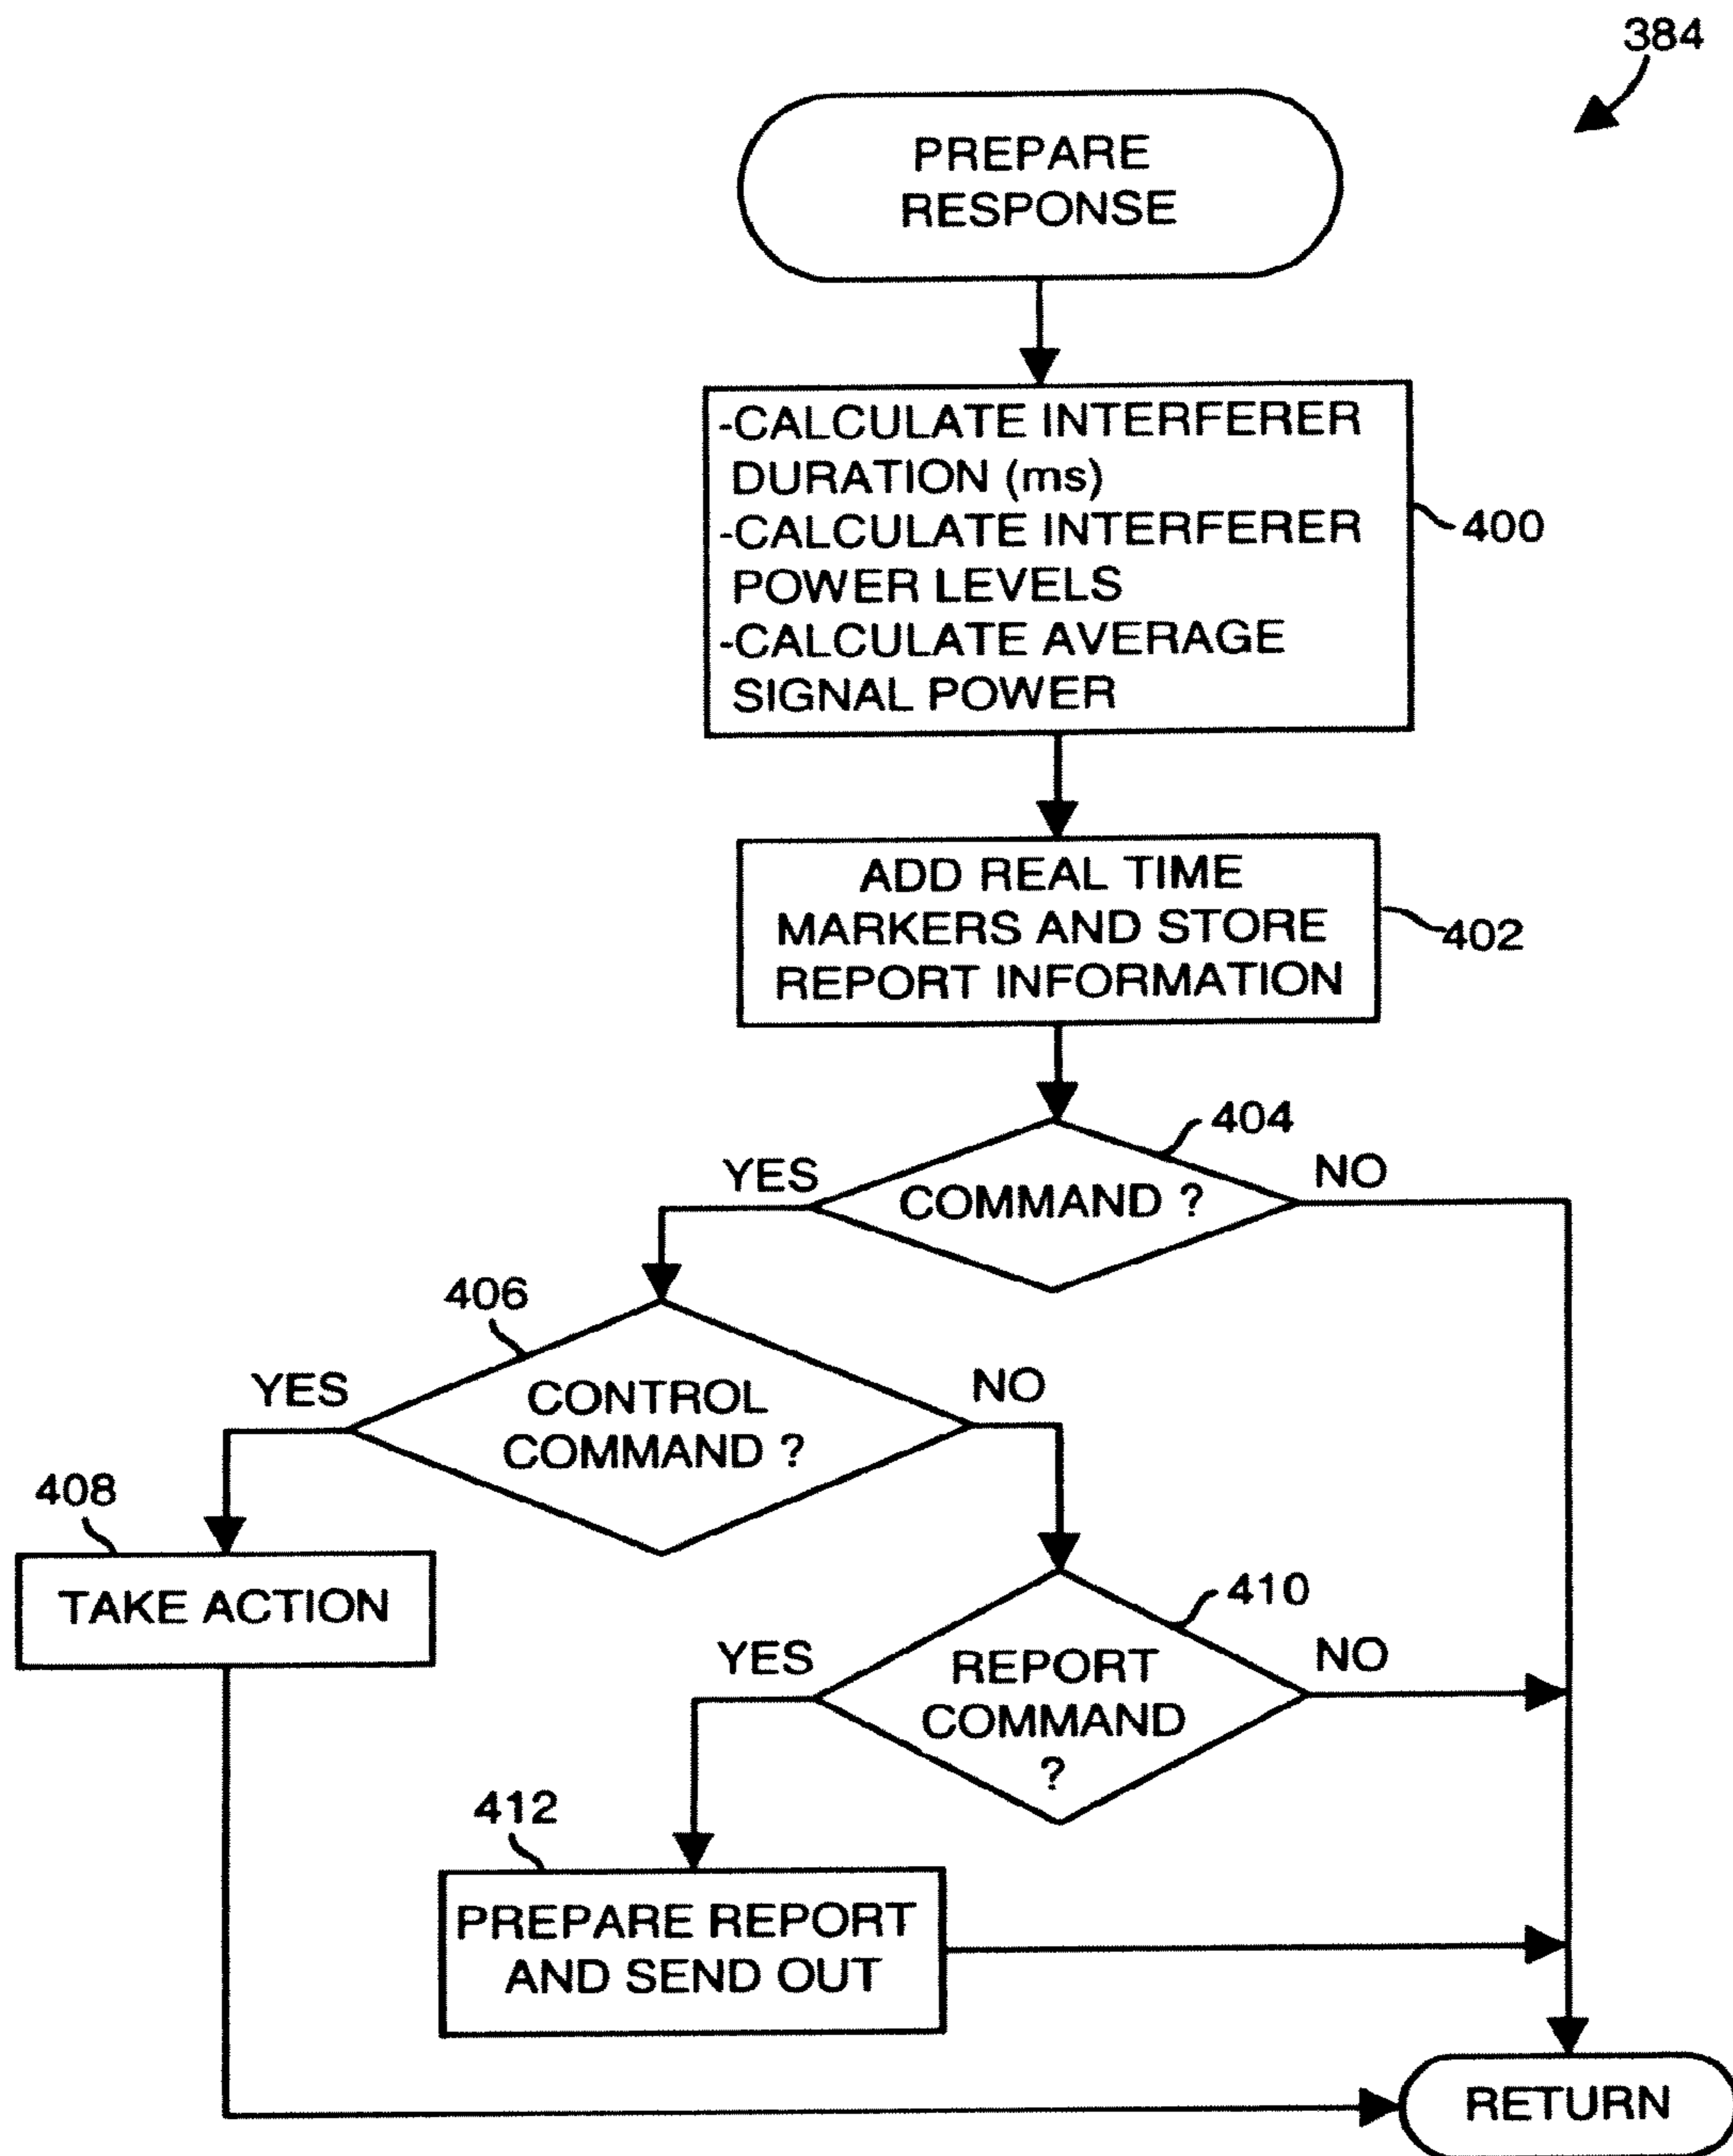 384
PREPARE
RESPONSE
-CALCULATE INTERFERER
DURATION (ms)
-CALCULATE INTERFERER
POWER LEVELS
-CALCULATE AVERAGE
SIGNAL POWER
400
ADD REAL TIME
MARKERS AND STORE
REPORT INFORMATION
402
404
YES
COMMAND ?
NO
406
YES
CONTROL
COMMAND ?
NO
408
TAKE ACTION
410
YES
REPORT
COMMAND
?
NO
412
PREPARE REPORT
AND SEND OUT
RETURN